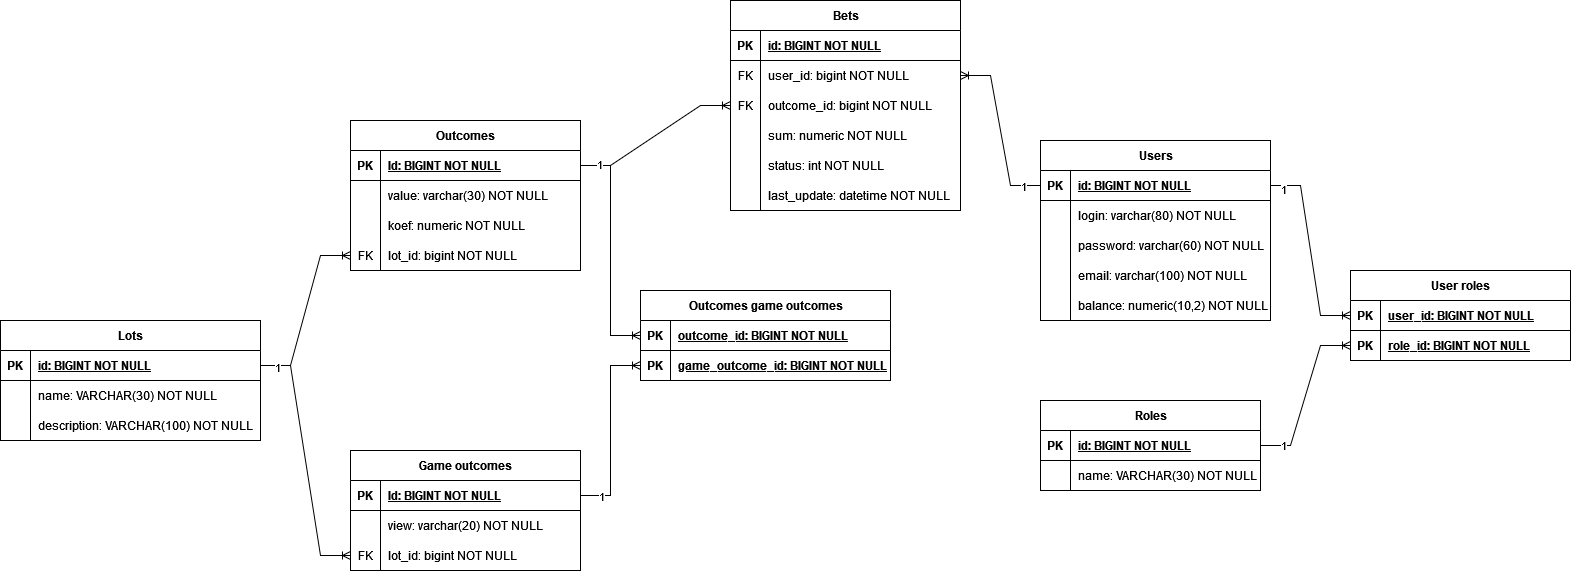 Bets
PK id: BIGINT NOT NULL
FK user_id: bigint NOT NULL
FK outcome_id: bigint NOT NULL
sum: numeric NOT NULL
status: int NOT NULL
last_update: datetime NOT NULL
Outcomes
PK Id: BIGINT NOT NULL
value: varchar(30) NOT NULL
koef: numeric NOT NULL
FK lot_id: bigint NOT NULL
1
Users
PK id: BIGINT NOT NULL
login: varchar(80) NOT NULL
password: varchar(60) NOT NULL
email: varchar(100) NOT NULL
balance: numeric(10,2) NOT NULL
1
1
User roles
PK user_id: BIGINT NOT NULL
PK role_id: BIGINT NOT NULL
Outcomes game outcomes
PK outcome_id: BIGINT NOT NULL
PK game_outcome_id: BIGINT NOT NULL
Lots
PK id: BIGINT NOT NULL
name: VARCHAR(30) NOT NULL
description: VARCHAR(100) NOT NULL
1
Roles
PK id: BIGINT NOT NULL
name: VARCHAR(30) NOT NULL
1
Game outcomes
PK Id: BIGINT NOT NULL
view: varchar(20) NOT NULL
FK lot_id: bigint NOT NULL
1